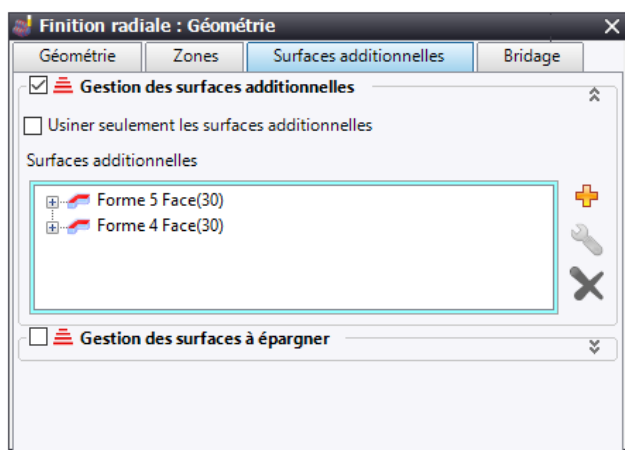 Finition radiale : Géométrie
Géométrie Zones Surfaces additionnelles Bridage
Gestion des surfaces additionnelles
Usiner seulement les surfaces additionnelles
Surfaces additionnelles
Forme 5 Face(30)
Forme 4 Face(30)
Gestion des surfaces à épargner